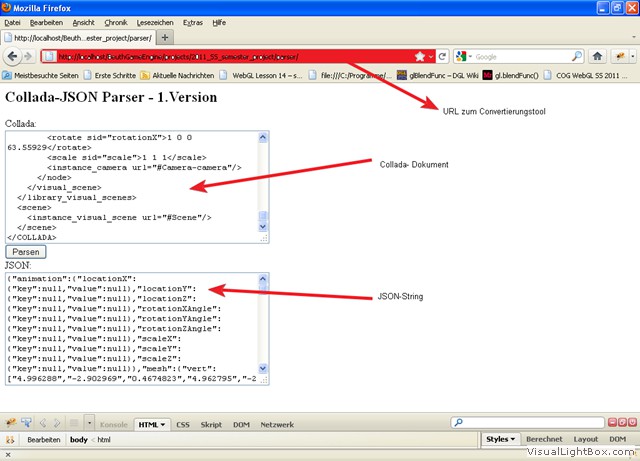 Mozilla Firefox
Datei Bearbeiten Ansicht Chronik Lesezeichen Extras Hilfe
http://localhost/Beuth...ester_project/parser/
http://localhost/BeuthGameEngine/projects/2011_SS_semester_project/parser/
Google
Meistbesuchte Seiten Erste Schritte Aktuelle Nachrichten WebGL Lesson 14 – s... file:///C:/Programme/... glBlendFunc – DGL Wiki gl.blendFunc() COG WebGL SS 2011 ...
Collada-JSON Parser - 1.Version
URL zum Convertierungstool
Collada:
<rotate sid="rotationX">1 0 0
63.55929</rotate>
<scale sid="scale">1 1 1</scale>
<instance_camera url="#Camera-camera"/>
</node>
</visual_scene>
</library_visual_scenes>
<scene>
<instance_visual_scene url="#Scene"/>
</scene>
</COLLADA>
Collada- Dokument
Parsen
JSON:
{"animation":{"locationX":
{"key":null,"value":null},"locationY":
{"key":null,"value":null},"locationZ":
{"key":null,"value":null},"rotationXAngle":
{"key":null,"value":null},"rotationYAngle":
{"key":null,"value":null},"rotationZAngle":
{"key":null,"value":null},"scaleX":
{"key":null,"value":null},"scaleY":
{"key":null,"value":null},"scaleZ":
{"key":null,"value":null}},"mesh":{"vert":
["4.996288","-2.902969","0.4674823","4.962795","-2
JSON-String
Konsole HTML CSS Skript DOM Netzwerk
Bearbeiten body < html
Styles Berechnet Layout DOM
VisualLightBox.com